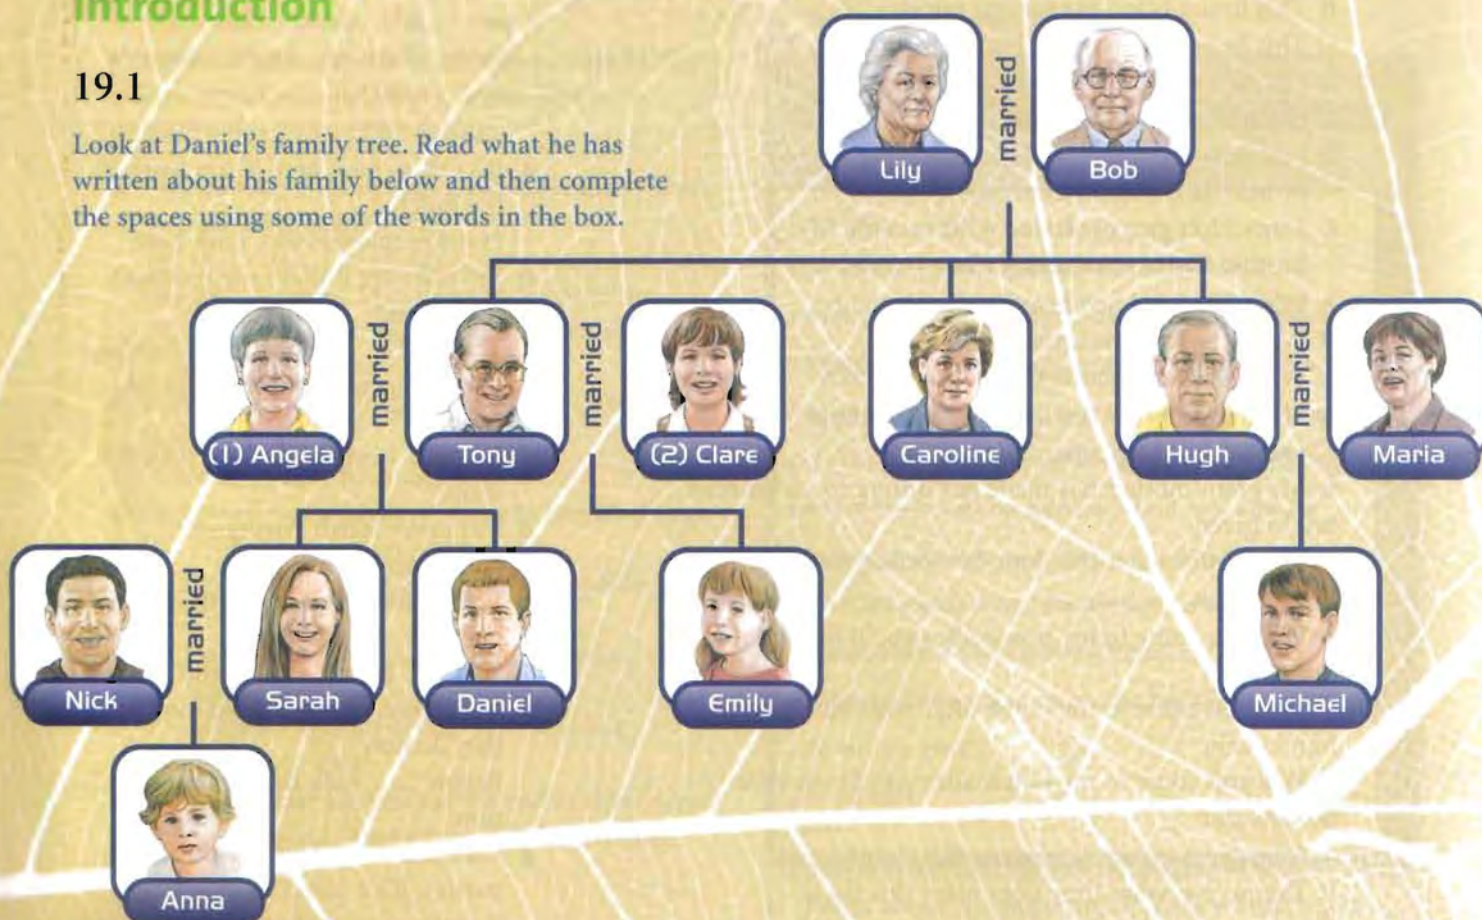 Introduction
19.1
Look at Daniel's family tree. Read what he has
written about his family below and then complete
the spaces using some of the words in the box.
Lily
married
Bob
(1) Angela
married
Tony
married
(2) Clare
Caroline
Hugh
married
Maria
Nick
married
Sarah
Daniel
Emily
Michael
Anna